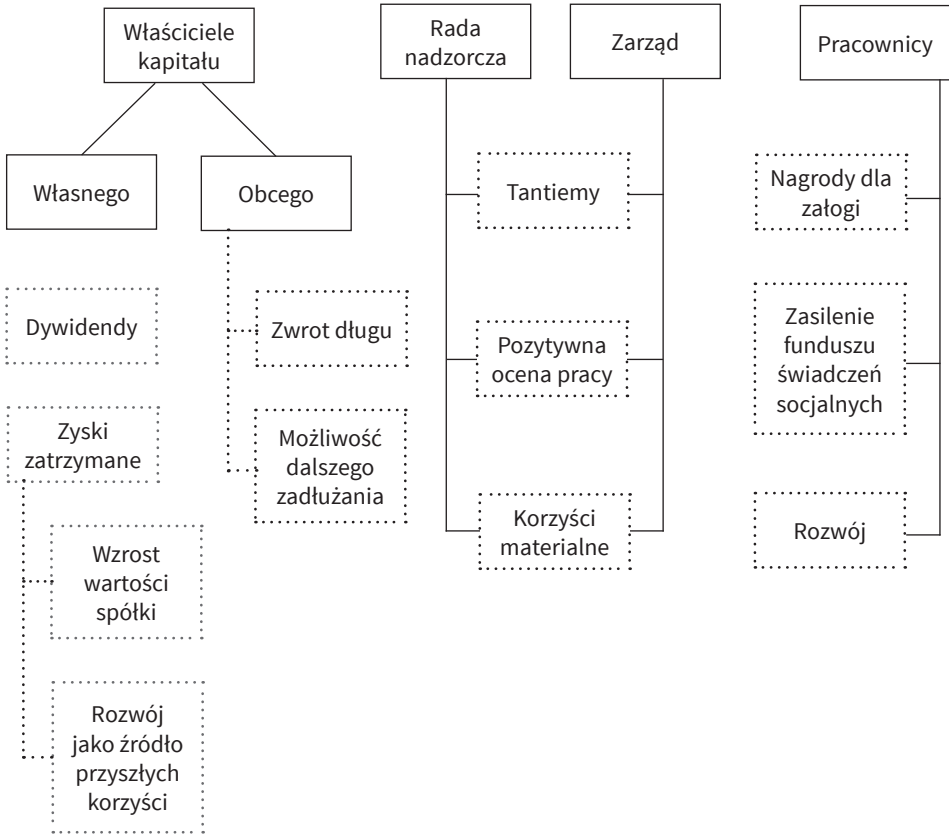 Właściciele
kapitału
Rada
nadzorcza
Zarząd
Pracownicy
Własnego
Obcego
Tantiemy
Nagrody dla
załogi
Dywidendy
Zwrot długu
Pozytywna
ocena pracy
Zasilenie
funduszu
świadczeń
socjalnych
Zyski
zatrzymane
Możliwość
dalszego
zadłużania
Korzyści
materialne
Rozwój
Wzrost
wartości
spółki
Rozwój
jako źródło
przyszłych
korzyści